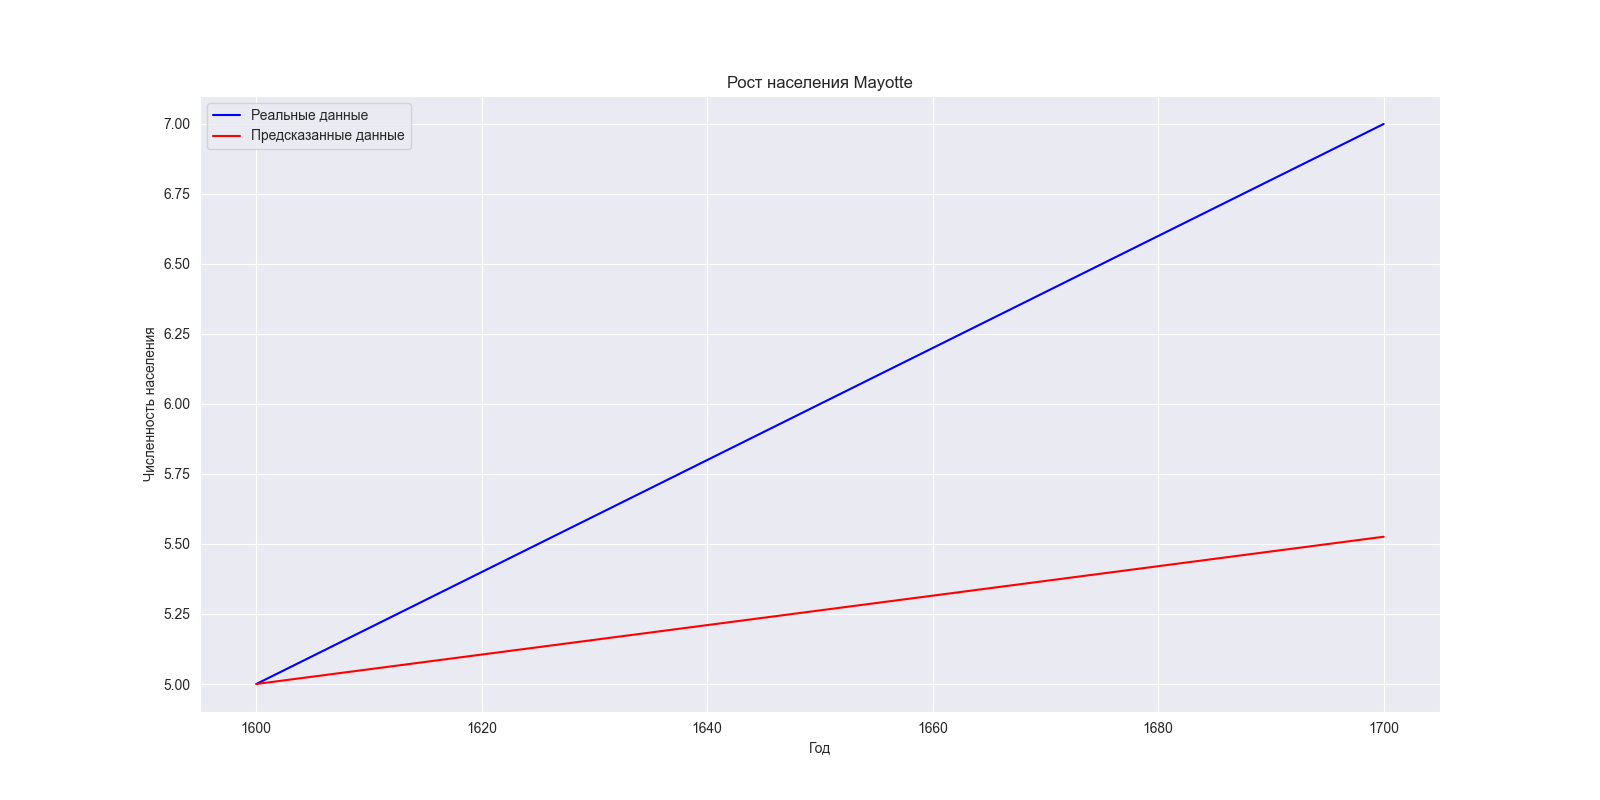 Рост населения Mayotte
Реальные данные
Предсказанные данные
7.00
6.75
6.50
6.25
6.00
5.75
5.50
5.25
5.00
Численность населения
1600 1620 1640 1660 1680 1700
Год